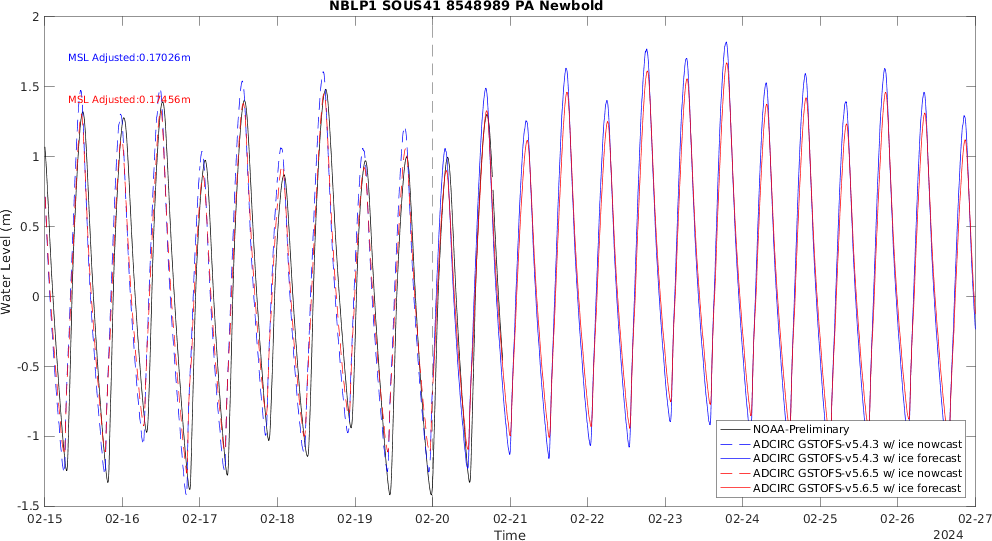 NBLP1 SOUS41 8548989 PA Newbold
MSL Adjusted:0.17026m
MSL Adjusted:0.17456m
Water Level (m)
2
1.5
1
0.5
0
-0.5
-1
-1.5
NOAA-Preliminary
ADCIRC GSTOFS-v5.4.3 w/ ice nowcast
ADCIRC GSTOFS-v5.4.3 w/ ice forecast
ADCIRC GSTOFS-v5.6.5 w/ ice nowcast
ADCIRC GSTOFS-v5.6.5 w/ ice forecast
02-15 02-16 02-17 02-18 02-19 02-20 02-21 02-22 02-23 02-24 02-25 02-26 02-27
Time
2024